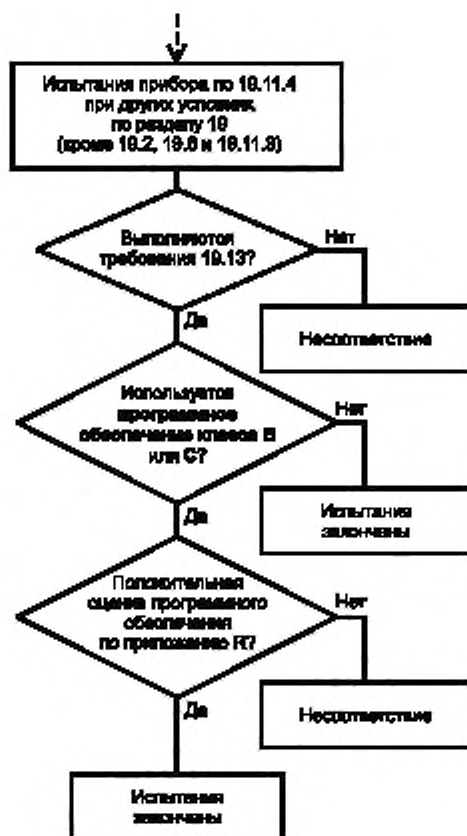 Испытания прибора по 19.11.4
при других условиях
по разделу 19
(кроме 19.2, 19.6 и 19.11.3)
Выполняются
требования 19.13?
Нет
Да
Несоответствие
Используется
программное
обеспечение класса В
или С?
Нет
Да
Испытания
закончены
Положительная
оценка программного
обеспечения
по приложению R?
Нет
Да
Несоответствие
Испытания
закончены